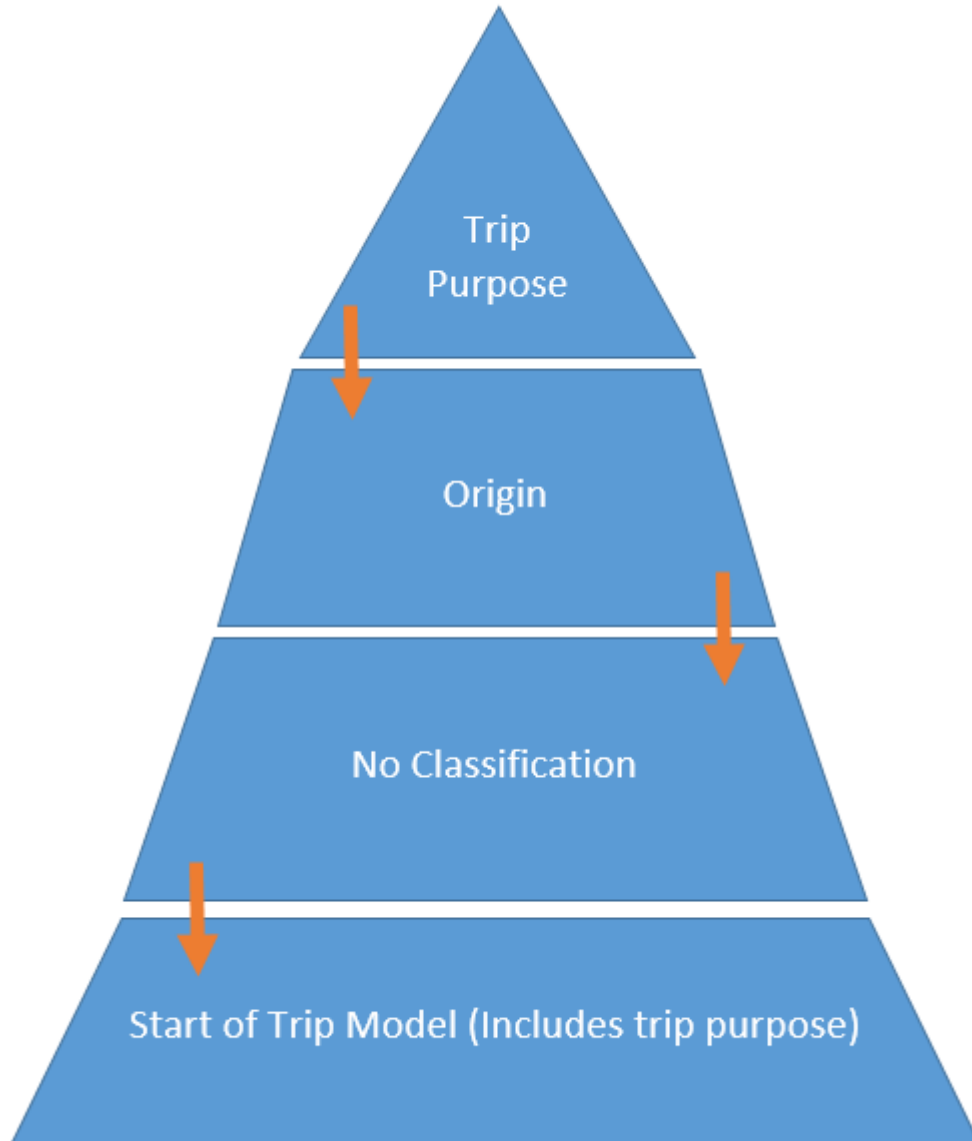 Trip
Purpose
Origin
No Classification
Start of Trip Model (Includes trip purpose)